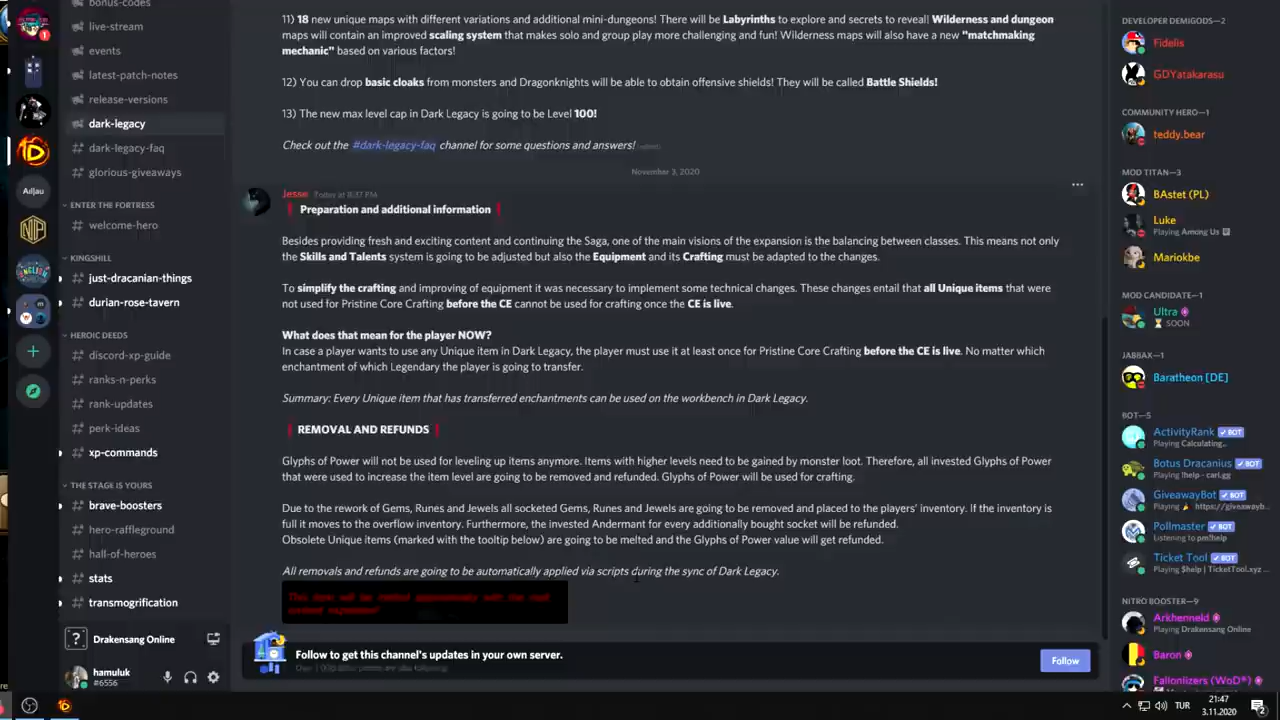 bonus-codes
live-stream
events
latest-patch-notes
release-versions
dark-legacy
dark-legacy-faq
glorious-giveaways
ENTER THE FORTRESS
welcome-hero
KINGSHILL
just-dracanian-things
durian-rose-tavern
HEROIC DEEDS
discord-xp-guide
ranks-n-perks
rank-updates
perk-ideas
xp-commands
THE STAGE IS YOURS
brave-boosters
hero-raffleground
hall-of-heroes
stats
transmogrification
Drakensang Online
hamuluk
#6556
11) 18 new unique maps with different variations and additional mini-dungeons! There will be Labyrinths to explore and secrets to reveal! Wilderness and dungeon
maps will contain an improved scaling system that makes solo and group play more challenging and fun! Wilderness maps will also have a new "matchmaking
mechanic" based on various factors!
12) You can drop basic cloaks from monsters and Dragonknights will be able to obtain offensive shields! They will be called Battle Shields!
13) The new max level cap in Dark Legacy is going to be Level 100!
Check out the #dark-legacy-faq channel for some questions and answers! (edited)
November 3, 2020
Jesse Today at 8:37 PM
Preparation and additional information
Besides providing fresh and exciting content and continuing the Saga, one of the main visions of the expansion is the balancing between classes. This means not only
the Skills and Talents system is going to be adjusted but also the Equipment and its Crafting must be adapted to the changes.
To simplify the crafting and improving of equipment it was necessary to implement some technical changes. These changes entail that all Unique items that were
not used for Pristine Core Crafting before the CE cannot be used for crafting once the CE is live.
What does that mean for the player NOW?
In case a player wants to use any Unique item in Dark Legacy, the player must use it at least once for Pristine Core Crafting before the CE is live. No matter which
enchantment of which Legendary the player is going to transfer.
Summary: Every Unique item that has transferred enchantments can be used on the workbench in Dark Legacy.
REMOVAL AND REFUNDS
Glyphs of Power will not be used for leveling up items anymore. Items with higher levels need to be gained by monster loot. Therefore, all invested Glyphs of Power
that were used to increase the item level are going to be removed and refunded. Glyphs of Power will be used for crafting.
Due to the rework of Gems, Runes and Jewels all socketed Gems, Runes and Jewels are going to be removed and placed to the players' inventory. If the inventory is
full it moves to the overflow inventory. Furthermore, the invested Andermant for every additionally bought socket will be refunded.
Obsolete Unique items (marked with the tooltip below) are going to be melted and the Glyphs of Power value will get refunded.
All removals and refunds are going to be automatically applied via scripts during the sync of Dark Legacy.
This item will be melted with the next
Follow to get this channel's updates in your own server.
Follow
DEVELOPER DEMIGODS—2
Fidelis
GDYatakarasu
COMMUNITY HERO—1
teddy.bear
MOD TITAN—3
BAstet (PL)
Luke
Playing Among Us
Mariokbe
MOD CANDIDATE—1
Ultra
SOON
JABBAX—1
Baratheon [DE]
BOT—5
ActivityRank BOT
Playing Calculating...
Botus Dracanius BOT
Playing !help - carl.gg
GiveawayBot BOT
Playing https://giveawayb...
Pollmaster BOT
Listening to pm!help
Ticket Tool BOT
Playing $help | TicketTool.xyz ...
NITRO BOOSTER—9
Arkhenneld
Playing Drakensang Online
Baron
Fallonlizers (WoD®)
TUR
21:47
3.11.2020
2